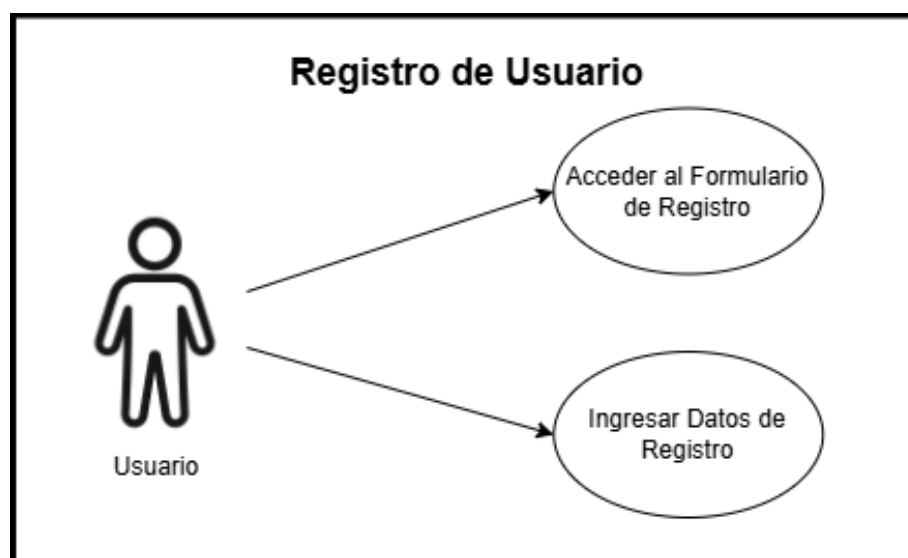 Registro de Usuario
Acceder al Formulario
de Registro
Ingresar Datos de
Registro
Usuario